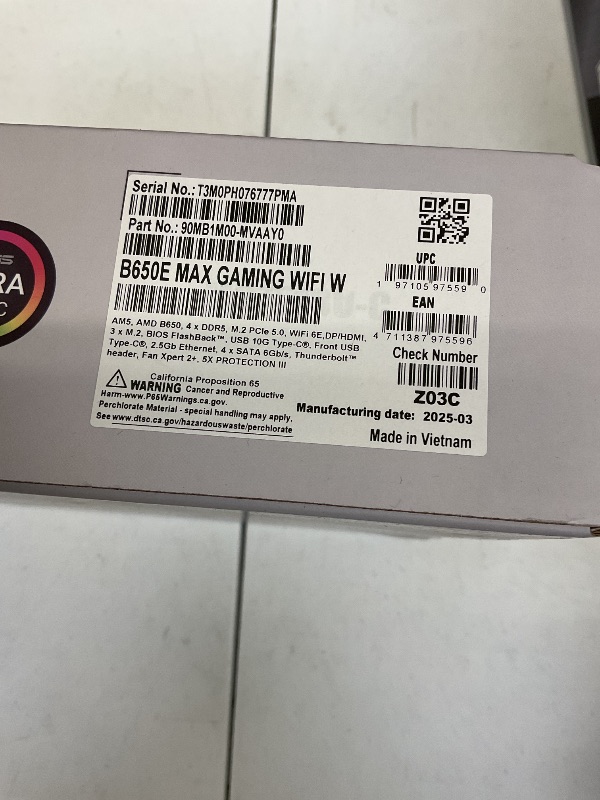 Serial No.: T3M0PH076777PMA
Part No.: 90MB1M00-MVAAY0
B650E MAX GAMING WIFI W
AM5, AMD B650, 4 x DDR5, M.2 PCIe 5.0, WiFi 6E,DP/HDMI,
3 x M.2, BIOS FlashBack™, USB 10G Type-C®, Front USB
Type-C®, 2.5Gb Ethernet, 4 x SATA 6Gb/s, Thunderbolt™
header, Fan Xpert 2+, 5X PROTECTION III
California Proposition 65
WARNING Cancer and Reproductive
Harm-www.P65Warnings.ca.gov.
Perchlorate Material - special handling may apply,
See www.dtsc.ca.gov/hazardouswaste/perchlorate
UPC
1 97105 97559 0
EAN
4 711387 975596
Check Number
Z03C
Manufacturing date: 2025-03
Made in Vietnam